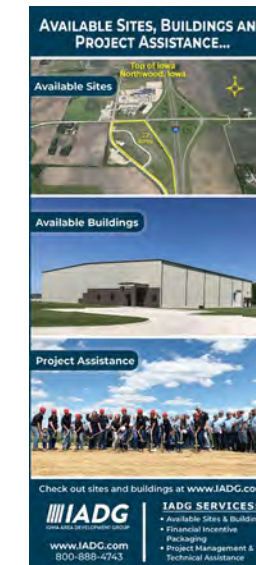 AVAILABLE SITES, BUILDINGS AN
PROJECT ASSISTANCE...
Top of Iowa
Northwood, Iowa
Available Sites
Available Buildings
Project Assistance
Check out sites and buildings at www.IADG.co
IADG
IOWA AREA DEVELOPMENT GROUP
www.IADG.com
800-888-4743
IADG SERVICES
• Available Sites & Buildin
• Financial Incentive
Packaging
• Project Management &
Technical Assistance